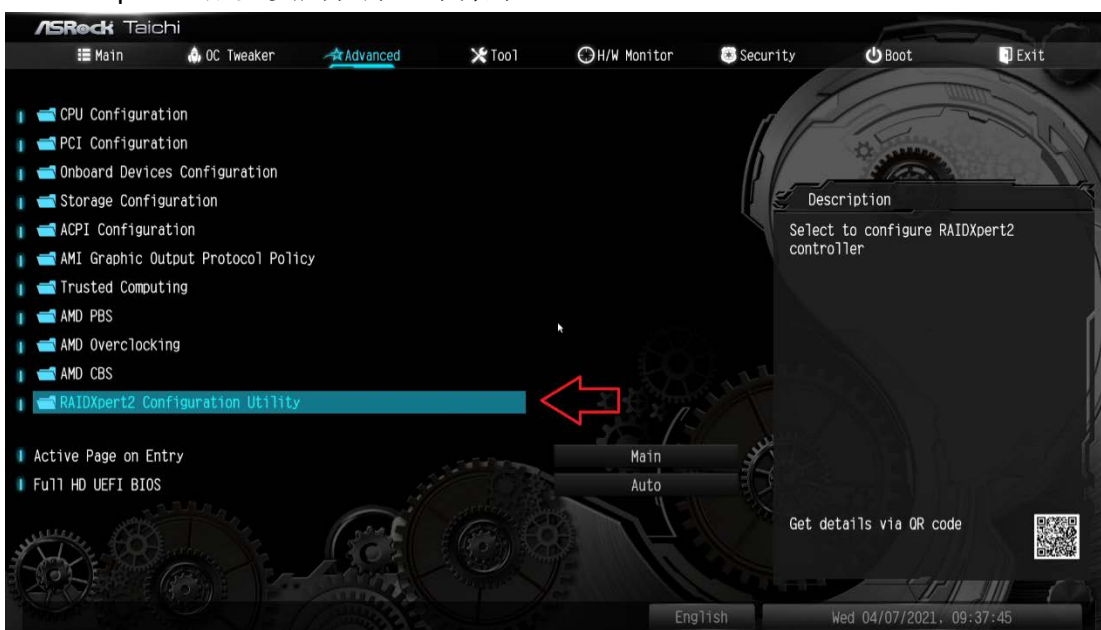 ASRock Taichi
Main OC Tweaker Advanced Tool H/W Monitor Security Boot Exit
CPU Configuration
PCI Configuration
Onboard Devices Configuration
Storage Configuration
ACPI Configuration
AMI Graphic Output Protocol Policy
Trusted Computing
AMD PBS
AMD Overclocking
AMD CBS
RAIDXpert2 Configuration Utility
Active Page on Entry Main
Full HD UEFI BIOS Auto
Description
Select to configure RAIDXpert2
controller
Get details via QR code
English Wed 04/07/2021, 09:37:45